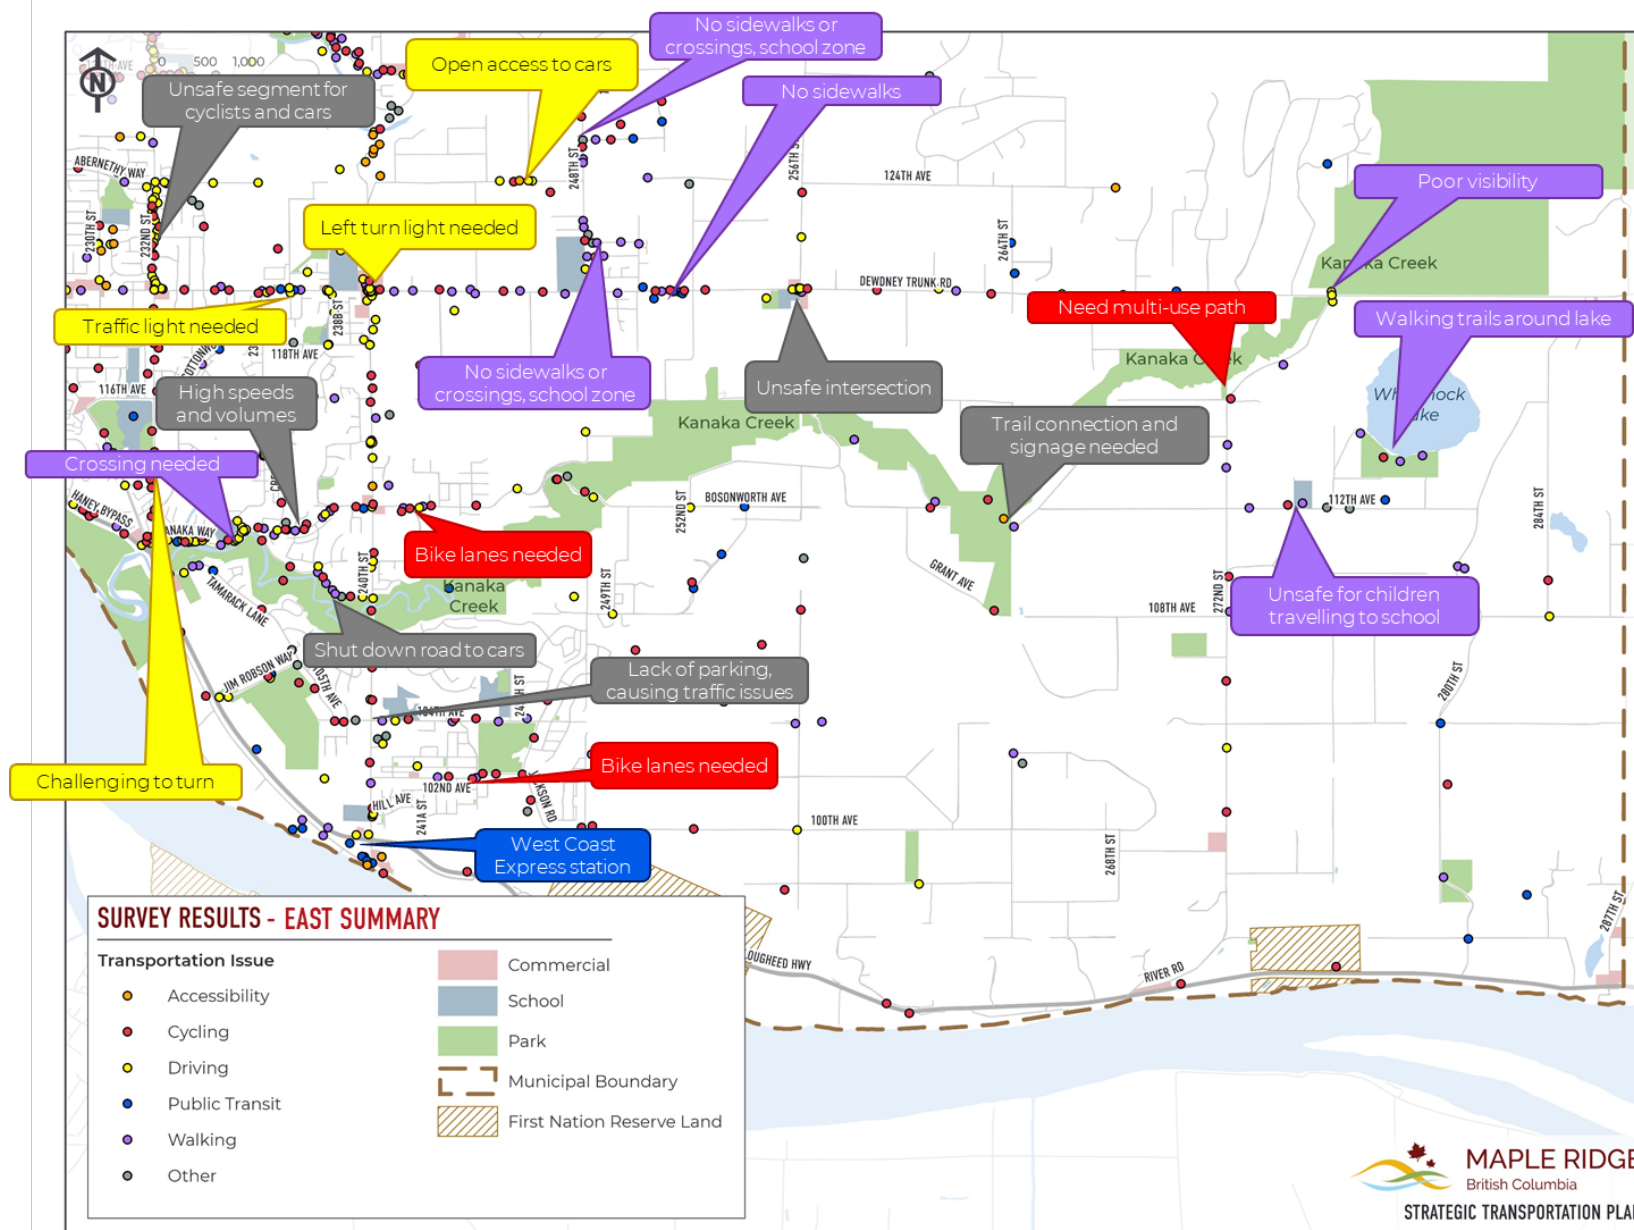 No sidewalks or
crossings, school zone
Open access to cars
0 500 1,000
N
Unsafe segment for
cyclists and cars
No sidewalks
ABERNETHY WAY
248TH ST
256TH S
124TH AVE
Poor visibility
230TH ST
232ND ST
Left turn light needed
264TH ST
Kanaka Creek
DEWDNEY TRUNK RD
Need multi-use path
Traffic light needed
238B ST
Walking trails around lake
118TH AVE
Kanaka Creek
116TH AVE
High speeds
and volumes
No sidewalks or
crossings, school zone
Unsafe intersection
Kanaka Creek
Trail connection and
signage needed
Crossing needed
HANEY BYPASS
ANAKA WAY
252ND ST
BOSONWORTH AVE
112TH AVE
284TH ST
Bike lanes needed
240TH ST
Kanaka
Creek
249TH ST
GRANT AVE
272ND ST
TAMARACK LANE
108TH AVE
Unsafe for children
travelling to school
Shut down road to cars
JIM ROBSON WAY
105TH AVE
Lack of parking,
causing traffic issues
280TH ST
104TH AVE
Challenging to turn
Bike lanes needed
102ND AVE
HILL AVE
241A ST
KSON RD
100TH AVE
268TH ST
West Coast
Express station
287TH ST
LOUGHEED HWY
RIVER RD
SURVEY RESULTS - EAST SUMMARY
Transportation Issue
Accessibility
Cycling
Driving
Public Transit
Walking
Other
Commercial
School
Park
Municipal Boundary
First Nation Reserve Land
MAPLE RIDGE
British Columbia
STRATEGIC TRANSPORTATION PLA